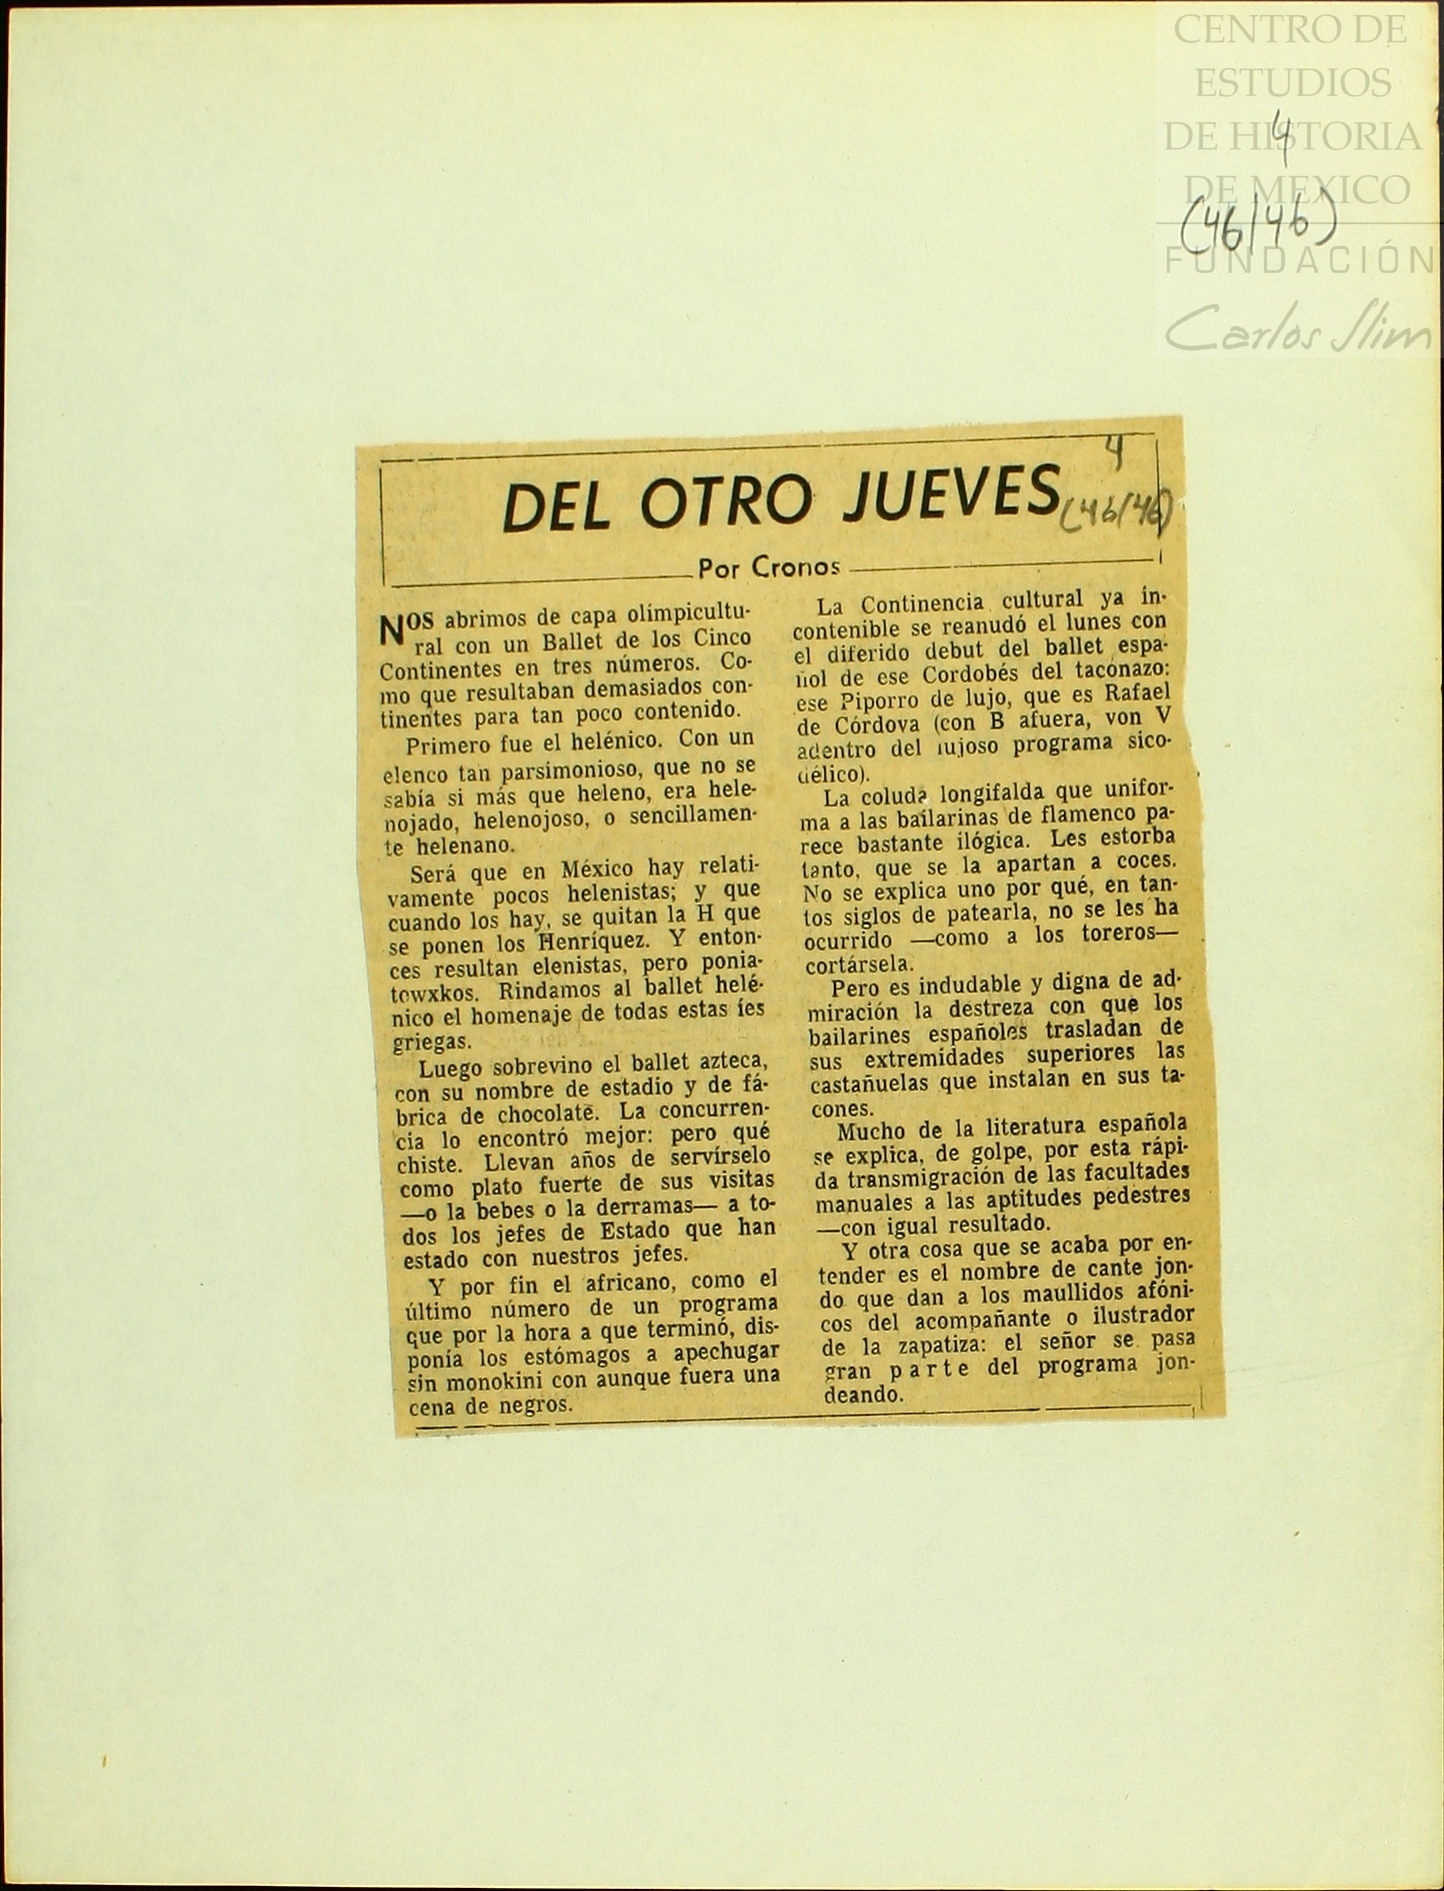 CENTRO DE
ESTUDIOS
DE HISTORIA
DE MEXICO
FUNDACIÓN
Carlos Slim
4
(46/46)
4
(46/46)
DEL OTRO JUEVES
Por Cronos
NOS abrimos de capa olímpicultu-
ral con un Ballet de los Cinco
Continentes en tres números. Co-
mo que resultaban demasiados con-
tinentes para tan poco contenido.
Primero fue el helénico. Con un
elenco tan parsimonioso, que no se
sabía si más que heleno, era hele-
nojado, helenojoso, o sencillamen-
te helenano.
Será que en México hay relati-
vamente pocos helenistas; y que
cuando los hay, se quitan la H que
se ponen los Henríquez. Y enton-
ces resultan elenistas, pero ponia-
towxkos. Rindamos al ballet helé-
nico el homenaje de todas estas íes
griegas.
Luego sobrevino el ballet azteca,
con su nombre de estadio y de fá-
brica de chocolate. La concurren-
cia lo encontró mejor: pero qué
chiste. Llevan años de servírselo
como plato fuerte de sus visitas
—o la bebes o la derramas— a to-
dos los jefes de Estado que han
estado con nuestros jefes.
Y por fin el africano, como el
último número de un programa
que por la hora a que terminó, dis-
ponía los estómagos a apechugar
sin monokini con aunque fuera una
cena de negros.
La Continencia cultural ya in-
contenible se reanudó el lunes con
el diferido debut del ballet espa-
ñol de ese Cordobés del taconazo:
ese Piporro de lujo, que es Rafael
de Córdova (con B afuera, von V
adentro del lujoso programa sico-
délico).
La coluda longifalda que unifor-
ma a las bailarinas de flamenco pa-
rece bastante ilógica. Les estorba
tanto, que se la apartan a coces.
No se explica uno por qué, en tan-
tos siglos de patearla, no se les ha
ocurrido —como a los toreros—
cortársela.
Pero es indudable y digna de ad-
miración la destreza con que los
bailarines españoles trasladan de
sus extremidades superiores las
castañuelas que instalan en sus ta-
cones.
Mucho de la literatura española
se explica, de golpe, por esta rápi-
da transmigración de las facultades
manuales a las aptitudes pedestres
—con igual resultado.
Y otra cosa que se acaba por en-
tender es el nombre de cante jon-
do que dan a los maullidos afóni-
cos del acompañante o ilustrador
de la zapatiza: el señor se pasa
gran parte del programa jon-
deando.